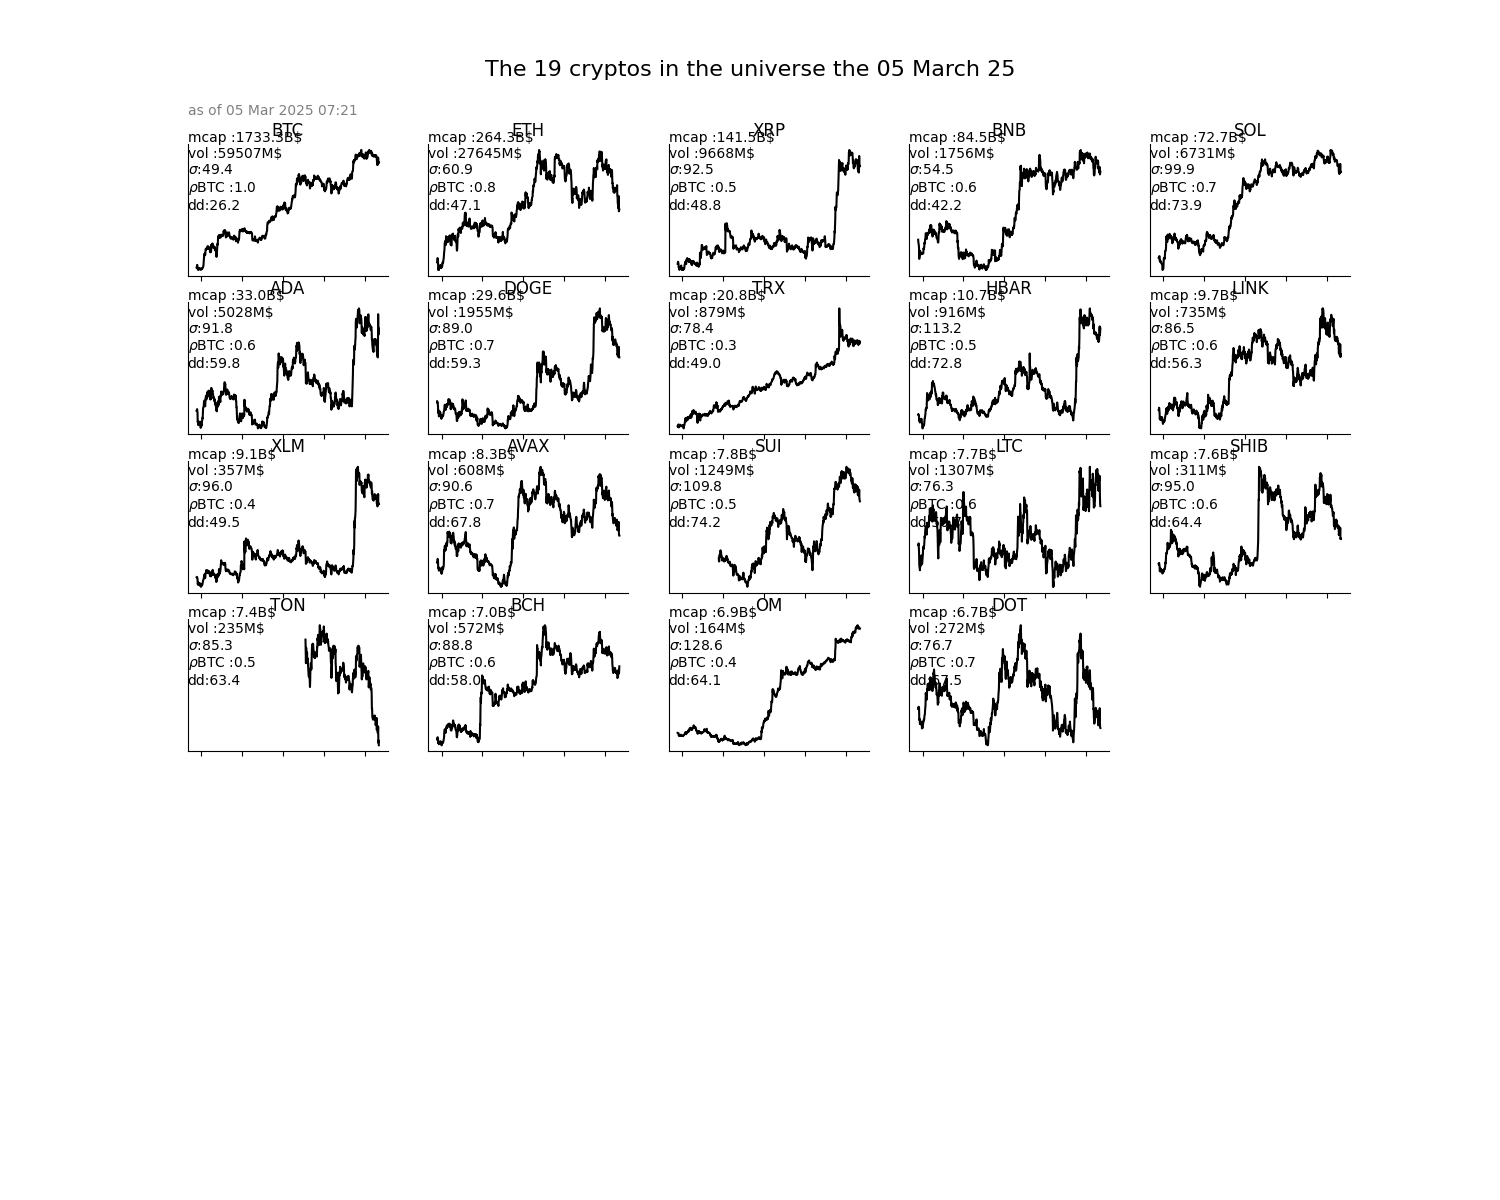 The 19 cryptos in the universe the 05 March 25
as of 05 Mar 2025 07:21
BTC
mcap :1733.3B$
vol :59507M$
σ:49.4
ρBTC :1.0
dd:26.2
ETH
mcap :264.3B$
vol :27645M$
σ:60.9
ρBTC :0.8
dd:47.1
XRP
mcap :141.5B$
vol :9668M$
σ:92.5
ρBTC :0.5
dd:48.8
BNB
mcap :84.5B$
vol :1756M$
σ:54.5
ρBTC :0.6
dd:42.2
SOL
mcap :72.7B$
vol :6731M$
σ:99.9
ρBTC :0.7
dd:73.9
ADA
mcap :33.0B$
vol :5028M$
σ:91.8
ρBTC :0.6
dd:59.8
DOGE
mcap :29.6B$
vol :1955M$
σ:89.0
ρBTC :0.7
dd:59.3
TRX
mcap :20.8B$
vol :879M$
σ:78.4
ρBTC :0.3
dd:49.0
HBAR
mcap :10.7B$
vol :916M$
σ:113.2
ρBTC :0.5
dd:72.8
LINK
mcap :9.7B$
vol :735M$
σ:86.5
ρBTC :0.6
dd:56.3
XLM
mcap :9.1B$
vol :357M$
σ:96.0
ρBTC :0.4
dd:49.5
AVAX
mcap :8.3B$
vol :608M$
σ:90.6
ρBTC :0.7
dd:67.8
SUI
mcap :7.8B$
vol :1249M$
σ:109.8
ρBTC :0.5
dd:74.2
LTC
mcap :7.7B$
vol :1307M$
σ:76.3
ρBTC :0.6
SHIB
mcap :7.6B$
vol :311M$
σ:95.0
ρBTC :0.6
dd:64.4
TON
mcap :7.4B$
vol :235M$
σ:85.3
ρBTC :0.5
dd:63.4
BCH
mcap :7.0B$
vol :572M$
σ:88.8
ρBTC :0.6
dd:58.0
OM
mcap :6.9B$
vol :164M$
σ:128.6
ρBTC :0.4
dd:64.1
DOT
mcap :6.7B$
vol :272M$
σ:76.7
ρBTC :0.7
dd:67.5